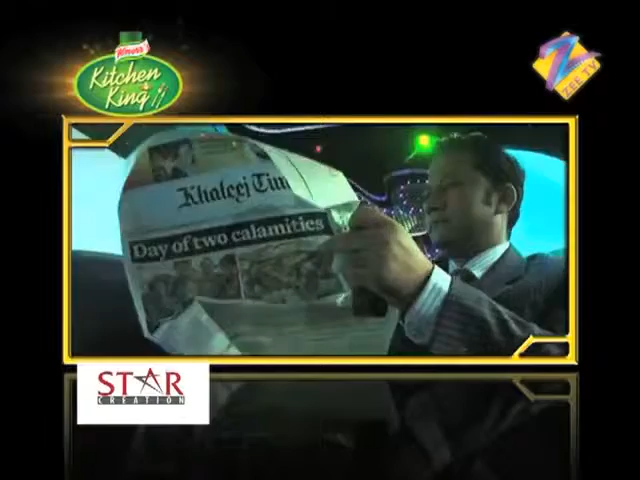 Knorr
Kitchen
King
ZEE TV
Khaleej Tim
Day of two calamities
STAR
CREATION